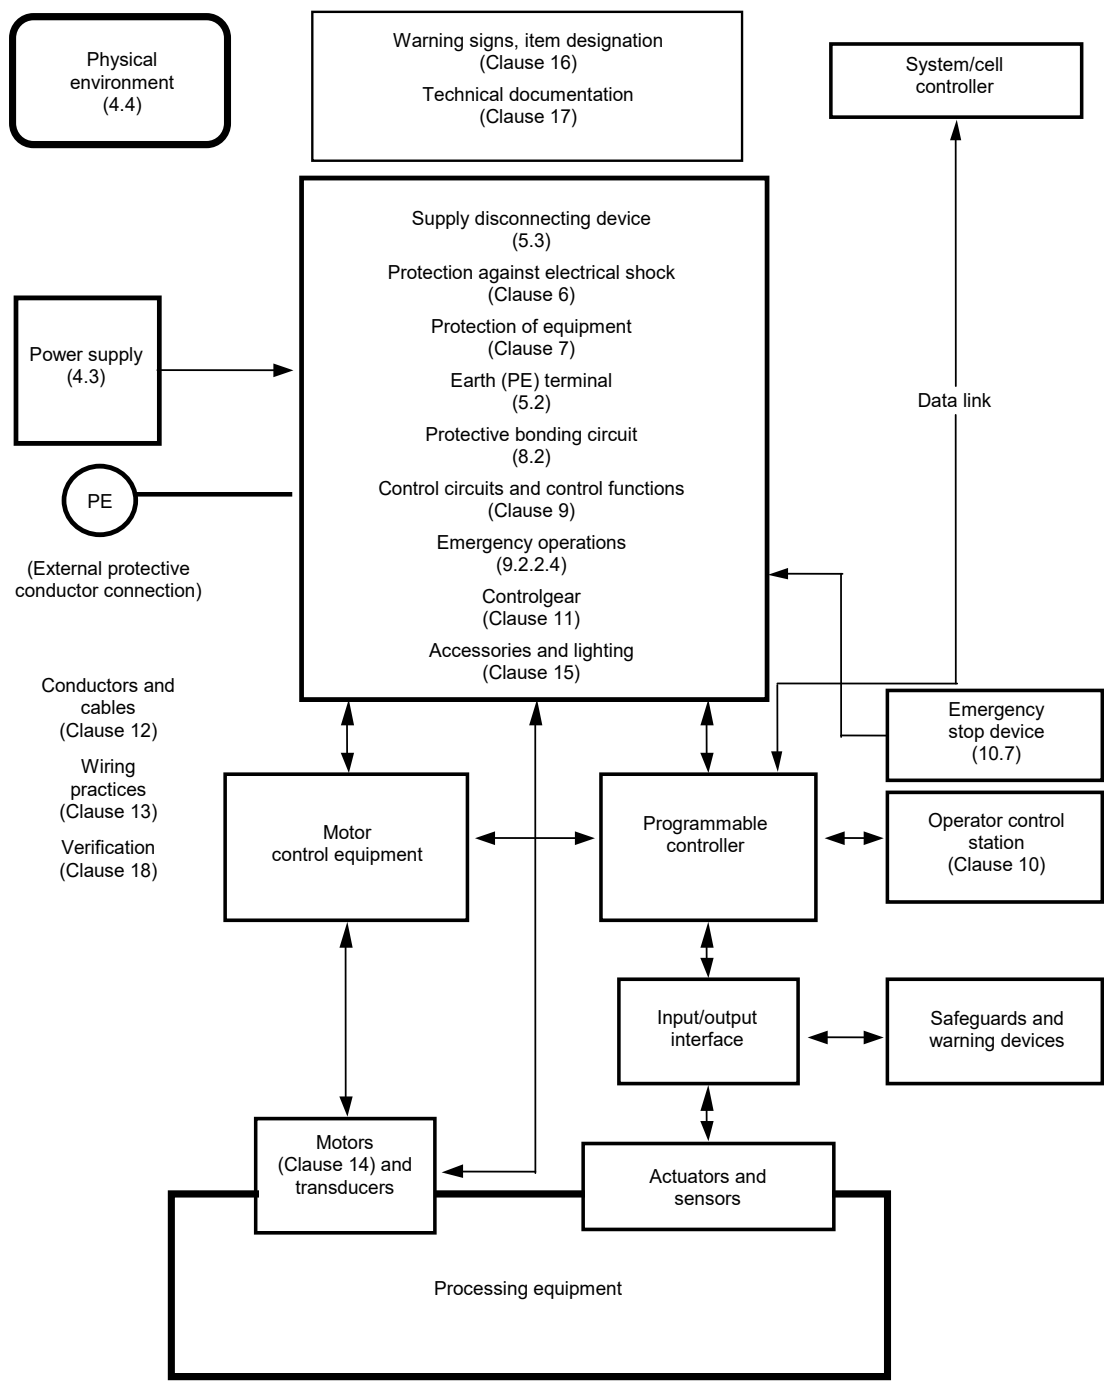 Physical
environment
(4.4)
Warning signs, item designation
(Clause 16)
Technical documentation
(Clause 17)
System/cell
controller
Supply disconnecting device
(5.3)
Protection against electrical shock
(Clause 6)
Protection of equipment
(Clause 7)
Earth (PE) terminal
(5.2)
Protective bonding circuit
(8.2)
Control circuits and control functions
(Clause 9)
Emergency operations
(9.2.2.4)
Controlgear
(Clause 11)
Accessories and lighting
(Clause 15)
Power supply
(4.3)
PE
(External protective
conductor connection)
Data link
Conductors and
cables
(Clause 12)
Wiring
practices
(Clause 13)
Verification
(Clause 18)
Emergency
stop device
(10.7)
Motor
control equipment
Programmable
controller
Operator control
station
(Clause 10)
Input/output
interface
Safeguards and
warning devices
Motors
(Clause 14) and
transducers
Actuators and
sensors
Processing equipment